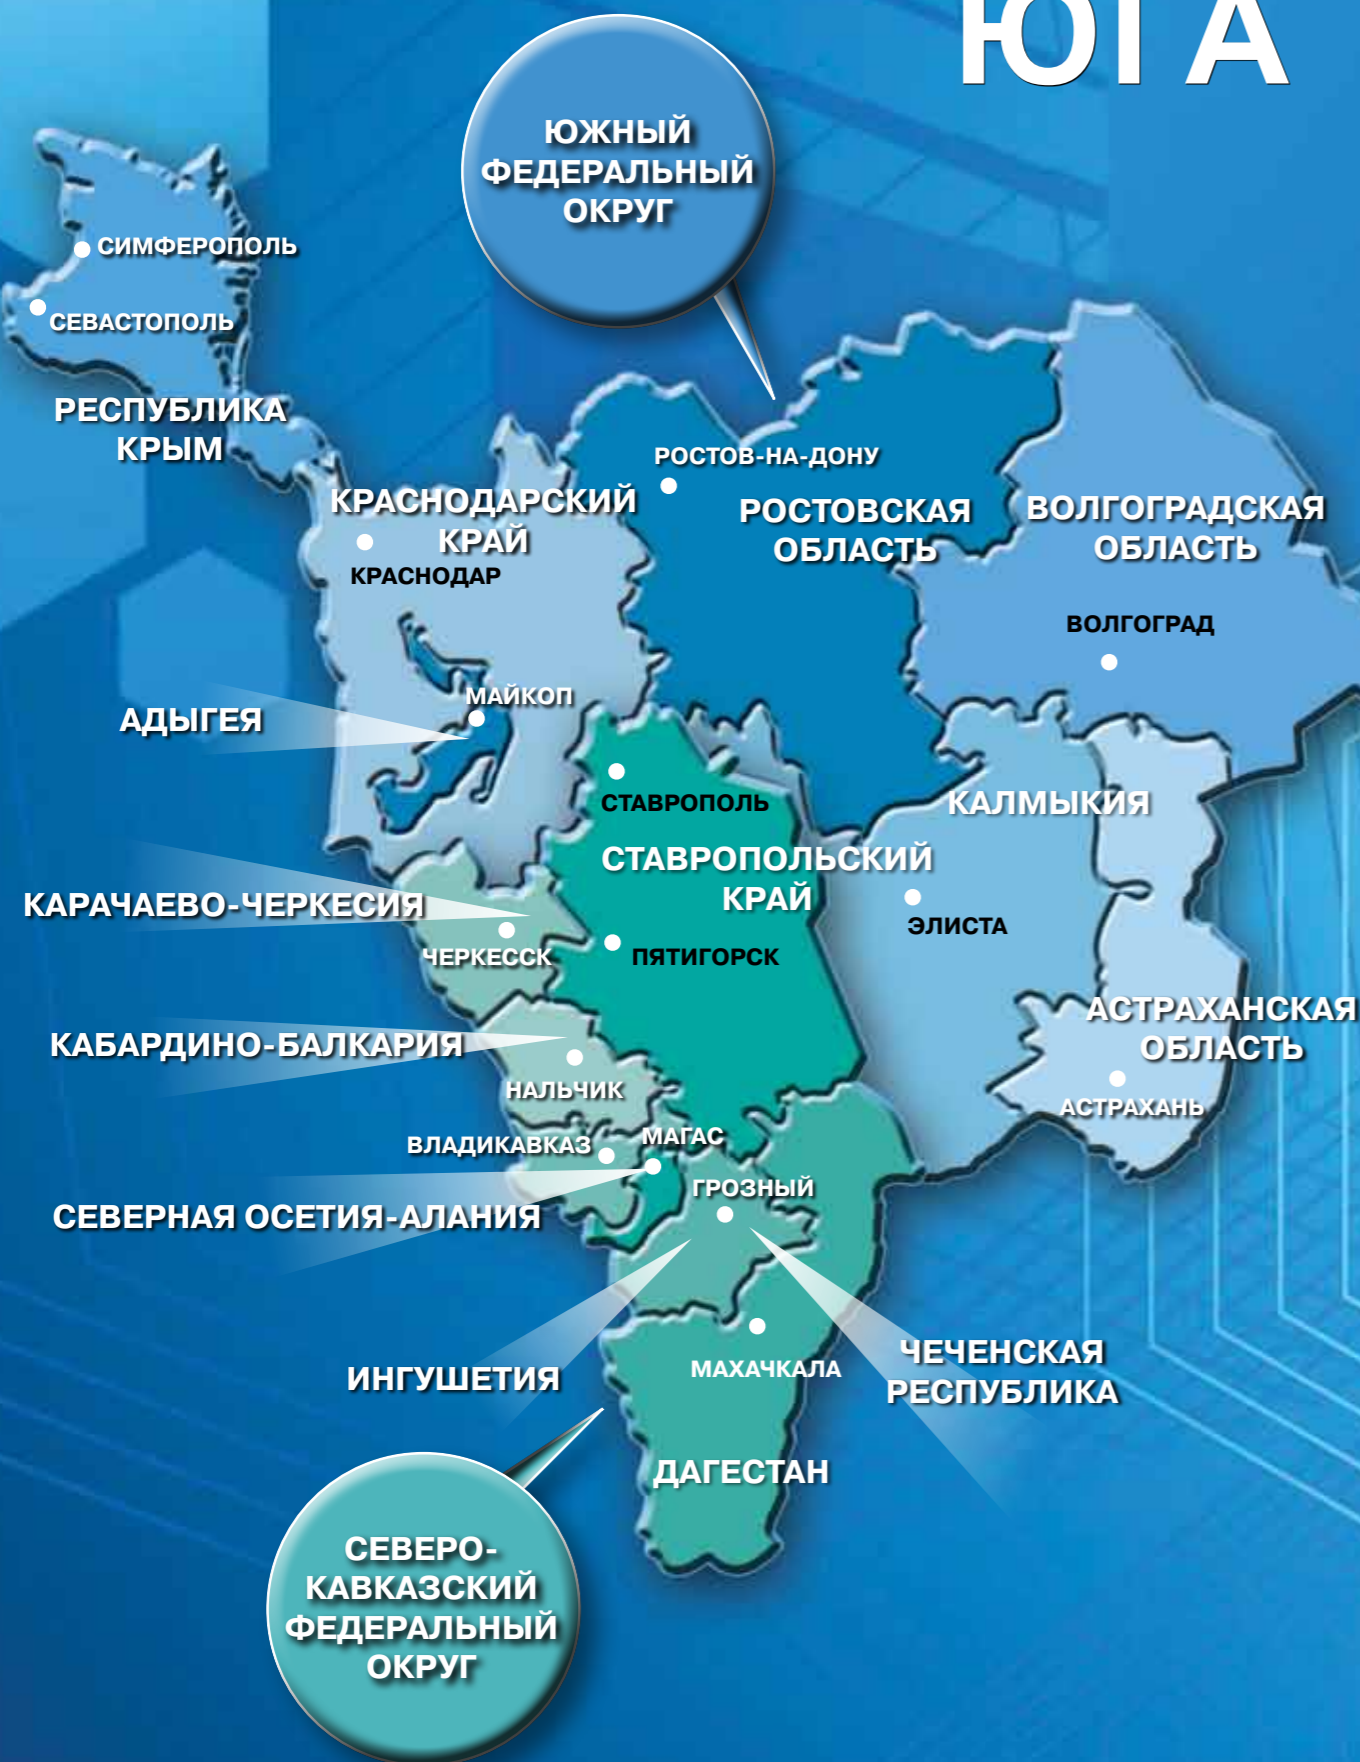 ЮГА
ЮЖНЫЙ
ФЕДЕРАЛЬНЫЙ
ОКРУГ
СИМФЕРОПОЛЬ
СЕВАСТОПОЛЬ
РЕСПУБЛИКА
КРЫМ
РОСТОВ-НА-ДОНУ
КРАСНОДАРСКИЙ
КРАЙ
КРАСНОДАР
РОСТОВСКАЯ
ОБЛАСТЬ
ВОЛГОГРАДСКАЯ
ОБЛАСТЬ
ВОЛГОГРАД
МАЙКОП
АДЫГЕЯ
СТАВРОПОЛЬ
КАЛМЫКИЯ
СТАВРОПОЛЬСКИЙ
КРАЙ
КАРАЧАЕВО-ЧЕРКЕСИЯ
ЭЛИСТА
ЧЕРКЕССК
ПЯТИГОРСК
АСТРАХАНСКАЯ
ОБЛАСТЬ
КАБАРДИНО-БАЛКАРИЯ
НАЛЬЧИК
АСТРАХАНЬ
ВЛАДИКАВКАЗ
МАГАС
ГРОЗНЫЙ
СЕВЕРНАЯ ОСЕТИЯ-АЛАНИЯ
ИНГУШЕТИЯ
МАХАЧКАЛА
ЧЕЧЕНСКАЯ
РЕСПУБЛИКА
ДАГЕСТАН
СЕВЕРО-
КАВКАЗСКИЙ
ФЕДЕРАЛЬНЫЙ
ОКРУГ